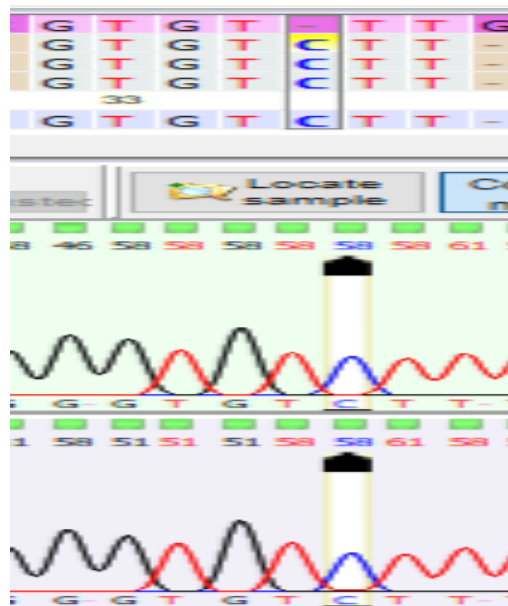 G T G T - T T G
G T G T C T T -
G T G T C T T -
G T G T C T T -
33
G T G T C T T -
Locate
sample
46 58 58 58 58 58 58 61
G- G T G T C T T-
58 51 51 51 58 58 61 58
G- G T G T C T T-